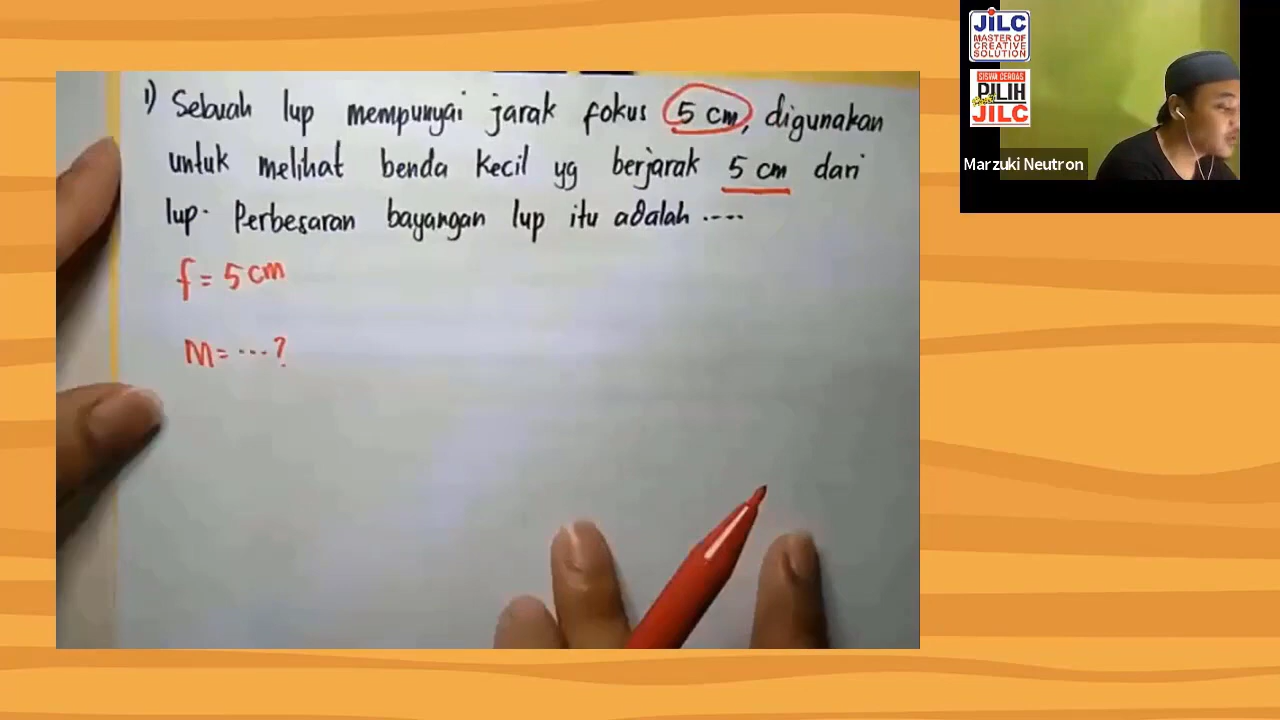 1) Sebuah lup mempunyai jarak fokus 5 cm, digunakan
untuk melihat benda kecil yg berjarak 5 cm dari
lup. Perbesaran bayangan lup itu adalah ....
f = 5 cm
M = ... ?
JILC
MASTER OF
CREATIVE
SOLUTION
SISWA CERDAS
PILIH
JILC
Marzuki Neutron